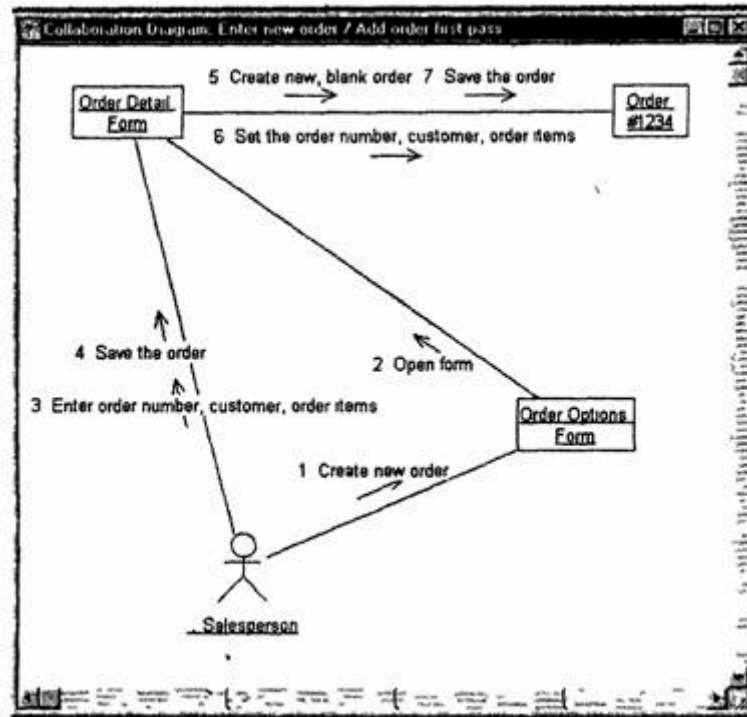 Collaboration Diagram: Enter new order / Add order first pass
5 Create new, blank order 7 Save the order
Order Detail
Form
Order
#1234
6 Set the order number, customer, order items
4 Save the order
2 Open form
3 Enter order number, customer, order items
Order Options
Form
1 Create new order
Salesperson